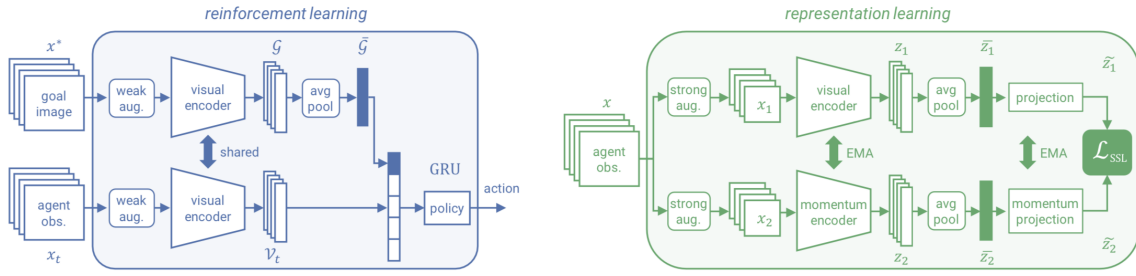 reinforcement learning
x*
goal
image
weak
aug.
visual
encoder
𝒢
avg
pool
𝒢̄
shared
agent
obs.
x_t
weak
aug.
visual
encoder
𝒱_t
GRU
policy
action
representation learning
x
agent
obs.
strong
aug.
x_1
visual
encoder
z_1
avg
pool
z̄_1
projection
z̃_1
EMA
EMA
ℒ_SSL
strong
aug.
x_2
momentum
encoder
z_2
avg
pool
z̄_2
momentum
projection
z̃_2